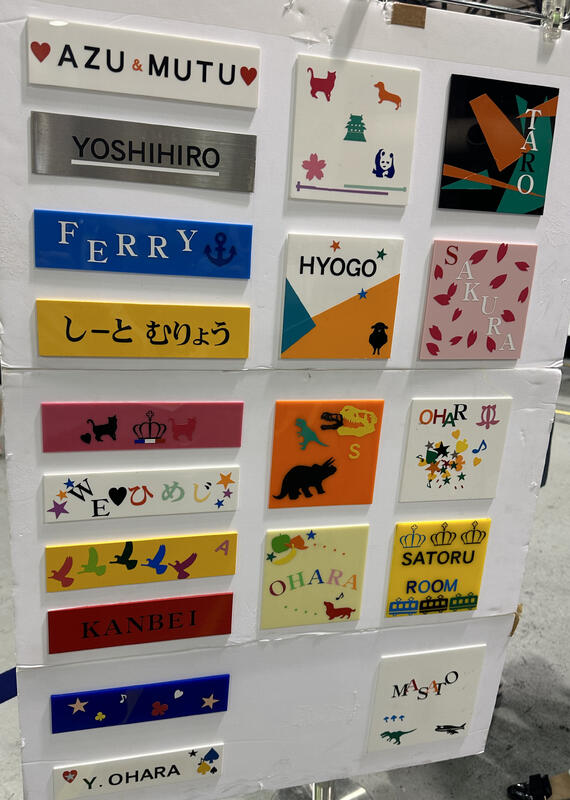 AZU & MUTU
YOSHIHIRO
FERRY
しーと むりょう
WE♥ひめじ
A
KANBEI
Y. OHARA
HYOGO
S
OHARA
TARO
SAKURA
OHAR
SATORU
ROOM
MASATO